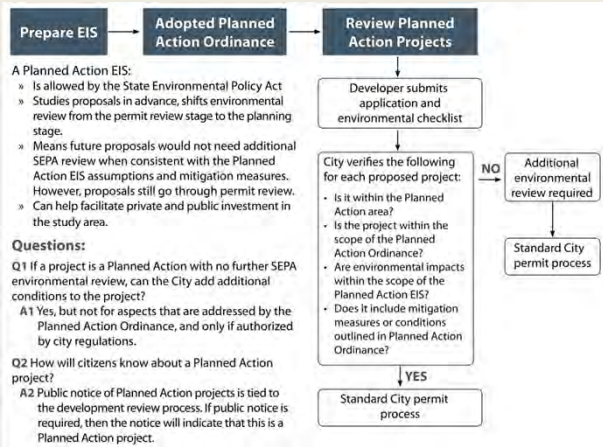 Prepare EIS
Adopted Planned
Action Ordinance
Review Planned
Action Projects
A Planned Action EIS:
» Is allowed by the State Environmental Policy Act
» Studies proposals in advance, shifts environmental
review from the permit review stage to the planning
stage.
» Means future proposals would not need additional
SEPA review when consistent with the Planned
Action EIS assumptions and mitigation measures.
However, proposals still go through permit review.
» Can help facilitate private and public investment in
the study area.
Questions:
Q1 If a project is a Planned Action with no further SEPA
environmental review, can the City add additional
conditions to the project?
A1 Yes, but not for aspects that are addressed by the
Planned Action Ordinance, and only if authorized
by city regulations.
Q2 How will citizens know about a Planned Action
project?
A2 Public notice of Planned Action projects is tied to
the development review process. If public notice is
required, then the notice will indicate that this is a
Planned Action project.
Developer submits
application and
environmental checklist
City verifies the following
for each proposed project:
• Is it within the Planned
Action area?
• Is the project within the
scope of the Planned
Action Ordinance?
• Are environmental impacts
within the scope of the
Planned Action EIS?
• Does it include mitigation
measures or conditions
outlined in Planned Action
Ordinance?
NO
Additional
environmental
review required
Standard City
permit process
YES
Standard City permit
process